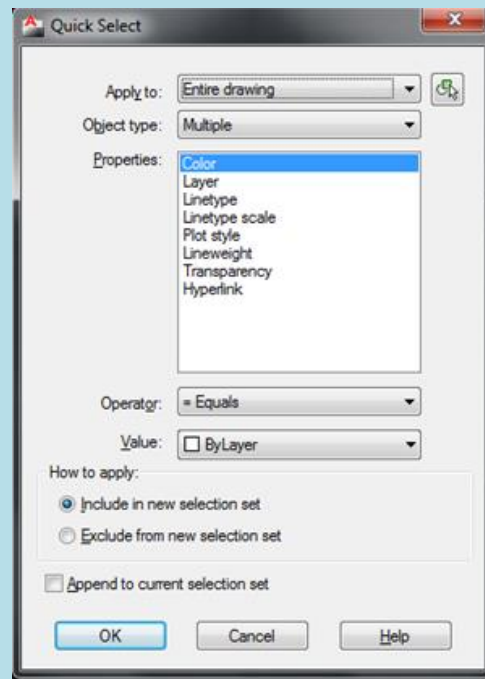 Quick Select
Apply to: Entire drawing
Object type: Multiple
Properties: Color
Layer
Linetype
Linetype scale
Plot style
Lineweight
Transparency
Hyperlink
Operator: = Equals
Value: ByLayer
How to apply:
Include in new selection set
Exclude from new selection set
Append to current selection set
OK Cancel Help